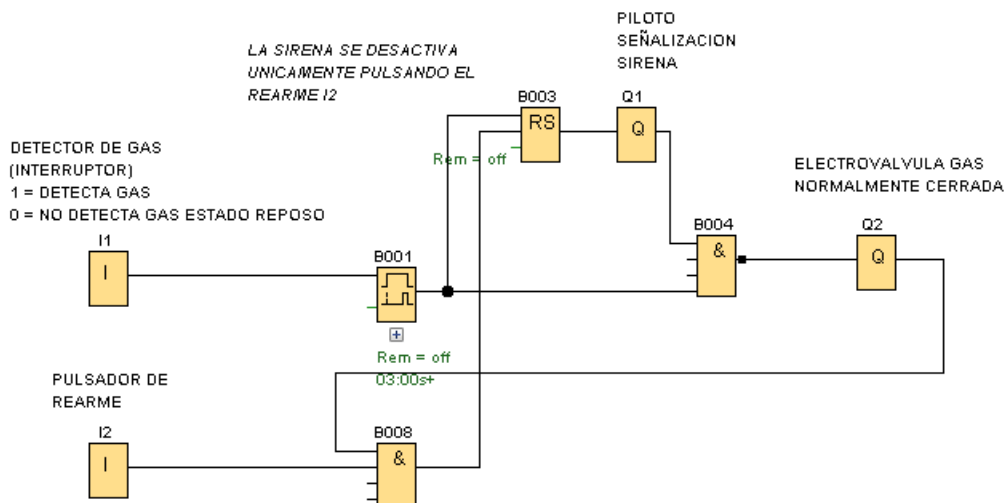 PILOTO
SEÑALIZACION
SIRENA
LA SIRENA SE DESACTIVA
UNICAMENTE PULSANDO EL
REARME I2
B003
Q1
RS
Q
Rem = off
DETECTOR DE GAS
(INTERRUPTOR)
1 = DETECTA GAS
0 = NO DETECTA GAS ESTADO REPOSO
ELECTROVALVULA GAS
NORMALMENTE CERRADA
I1
I
B001
B004
&
Q2
Q
Rem = off
03:00s+
PULSADOR DE
REARME
I2
I
B008
&